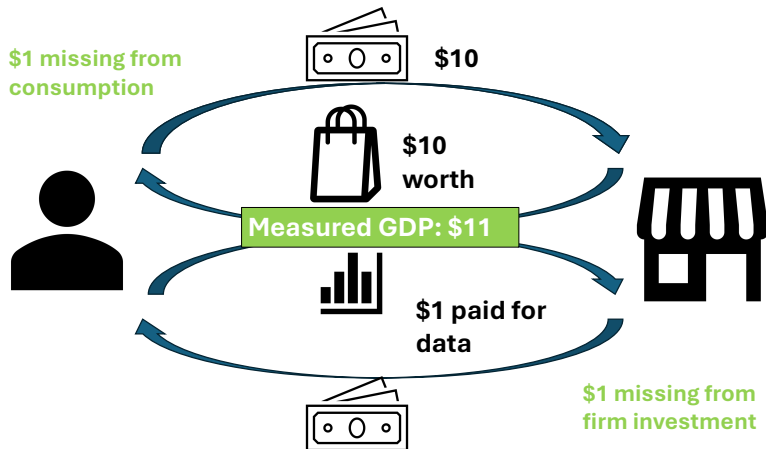 $1 missing from
consumption
$10
$10
worth
Measured GDP: $11
$1 paid for
data
$1 missing from
firm investment